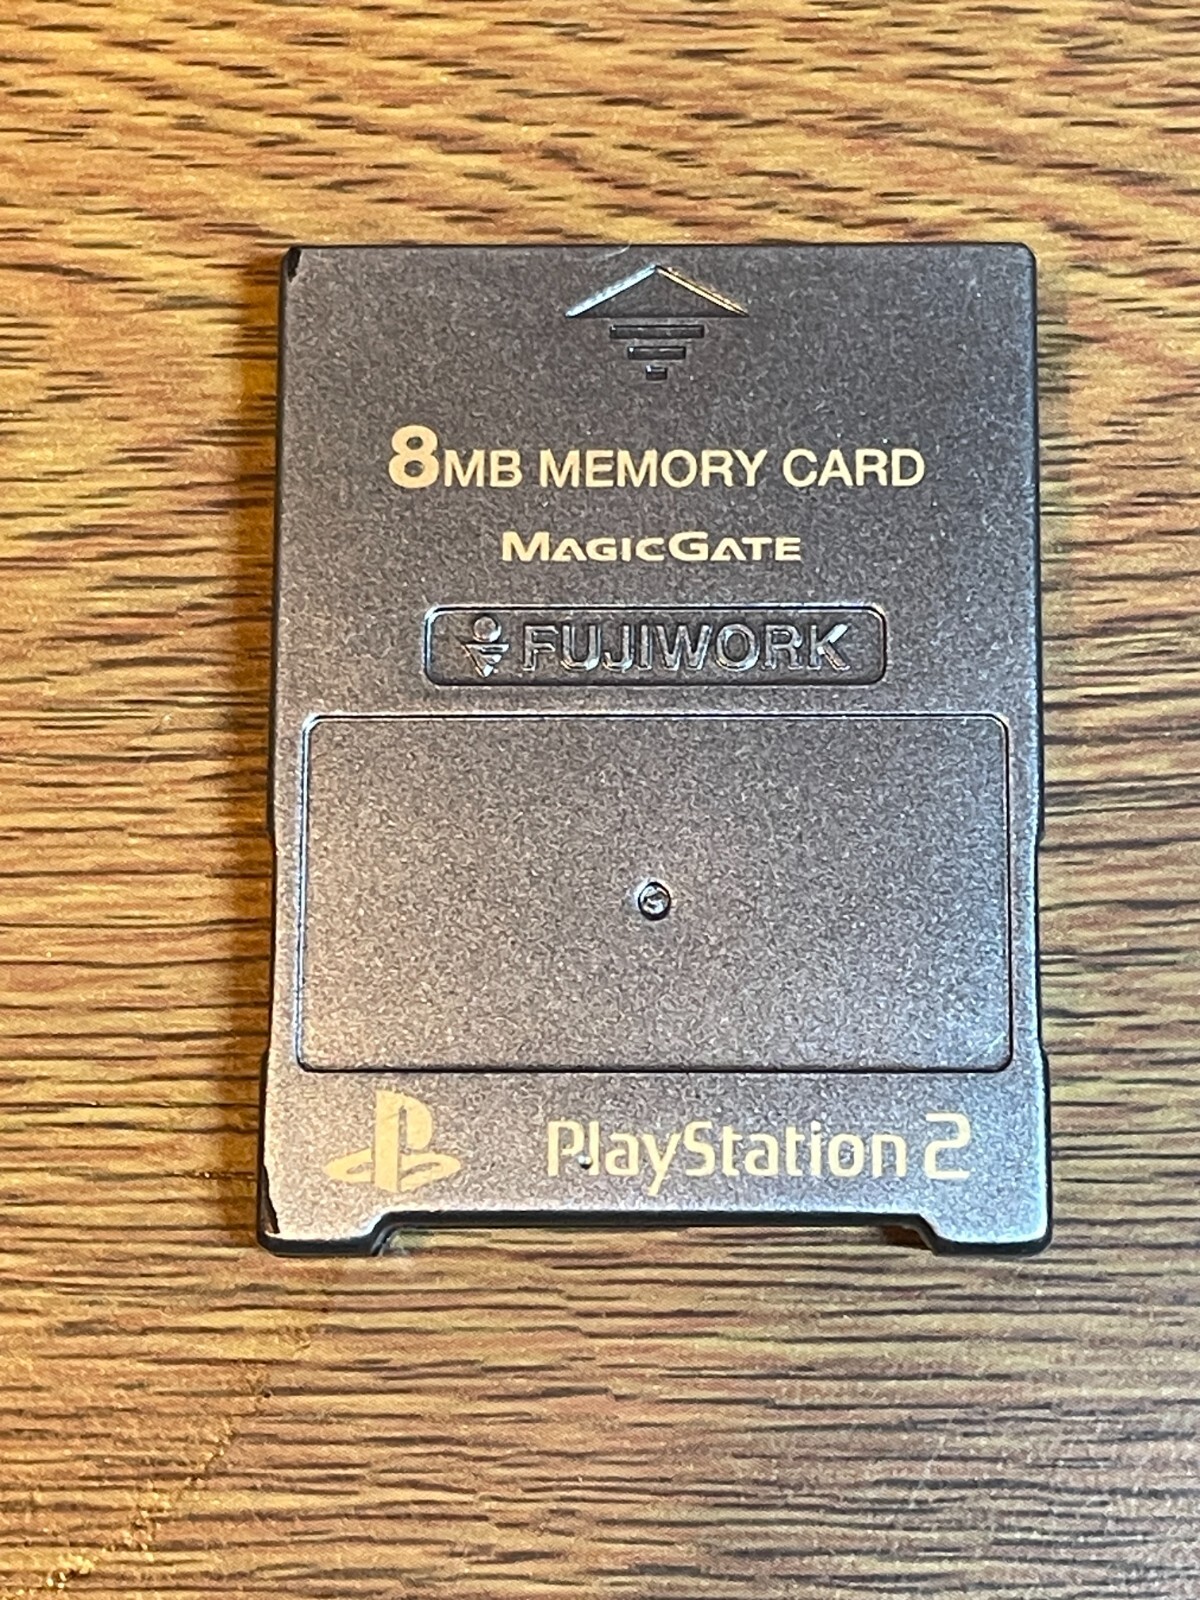 8MB MEMORY CARD
MAGICGATE
FUJIWORK
PlayStation 2